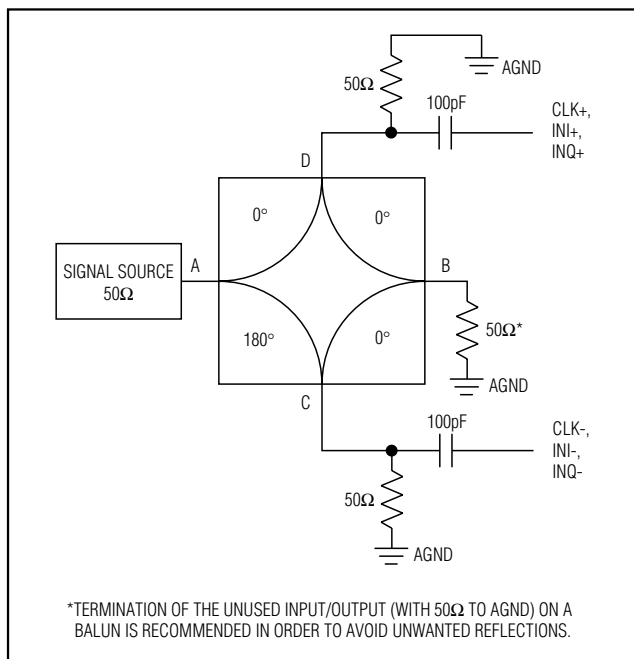 50Ω
AGND
100pF
CLK+,
INI+,
INQ+
D
0°
0°
SIGNAL SOURCE
50Ω
A
B
180°
0°
50Ω*
AGND
C
100pF
CLK-,
INI-,
INQ-
50Ω
AGND
*TERMINATION OF THE UNUSED INPUT/OUTPUT (WITH 50Ω TO AGND) ON A
BALUN IS RECOMMENDED IN ORDER TO AVOID UNWANTED REFLECTIONS.